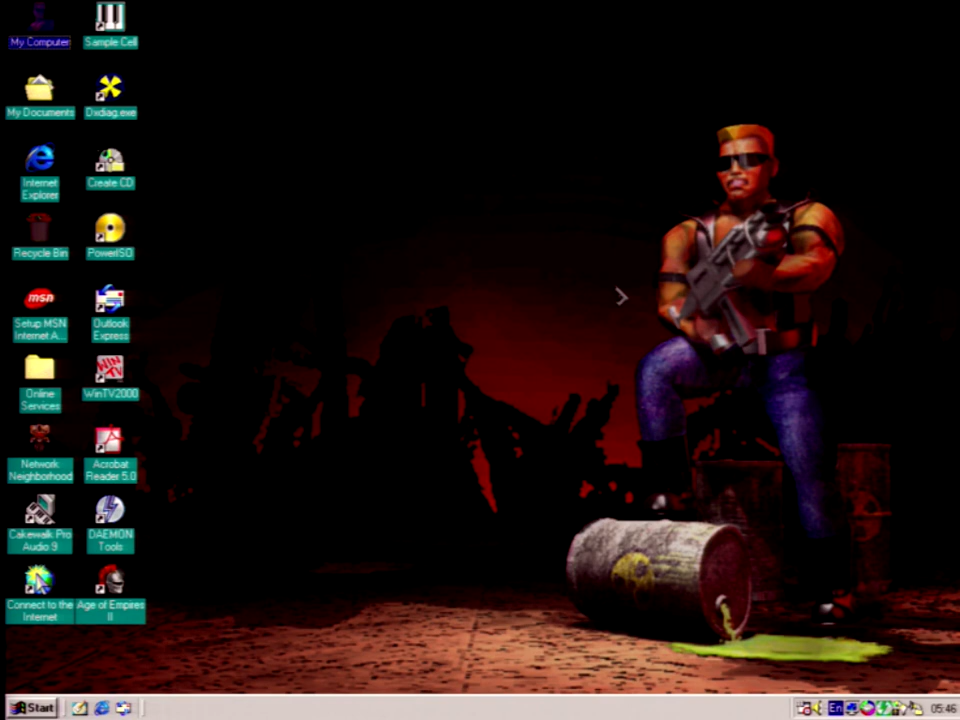 My Computer
Sample Cell
My Documents
Dxdiag.exe
Internet
Explorer
Create CD
Recycle Bin
PowerISO
msn
Setup MSN
Internet A...
Outlook
Express
Online
Services
WIN
TV
WinTV2000
Network
Neighborhood
Acrobat
Reader 5.0
Cakewalk Pro
Audio 9
DAEMON
Tools
Connect to the
Internet
Age of Empires
II
Start
En
05:46